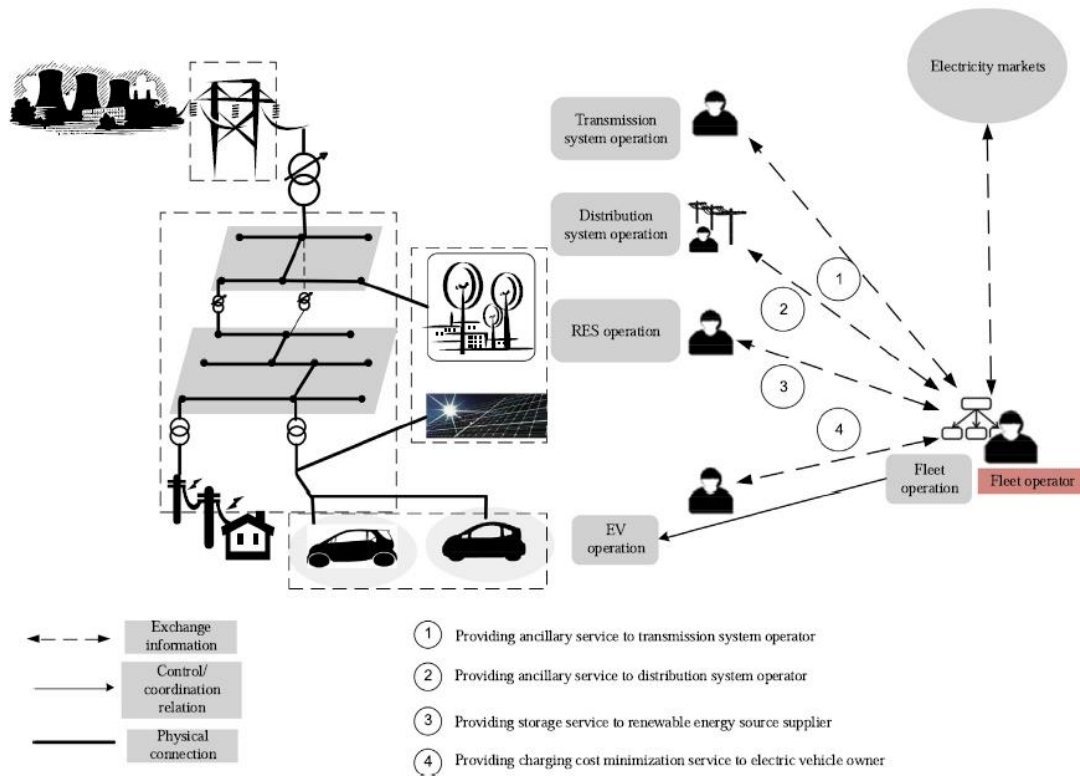 Electricity markets
Transmission
system operation
Distribution
system operation
1
2
RES operation
3
4
Fleet
operation
Fleet operator
EV
operation
Exchange
information
Control/
coordination
relation
Physical
connection
1 Providing ancillary service to transmission system operator
2 Providing ancillary service to distribution system operator
3 Providing storage service to renewable energy source supplier
4 Providing charging cost minimization service to electric vehicle owner